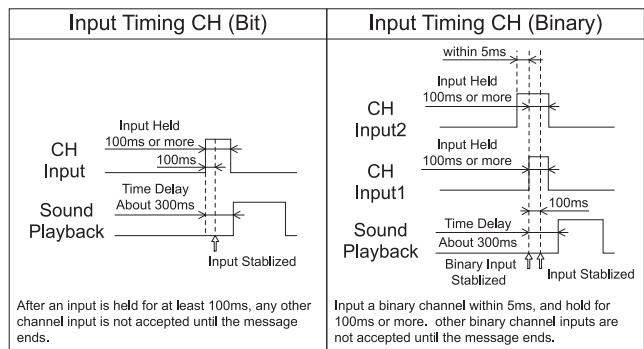 Input Timing CH (Bit)
CH
Input
Input Held
100ms or more
100ms
Sound
Playback
Time Delay
About 300ms
Input Stablized
After an input is held for at least 100ms, any other
channel input is not accepted until the message
ends.
Input Timing CH (Binary)
within 5ms
CH
Input2
Input Held
100ms or more
CH
Input1
Input Held
100ms or more
100ms
Sound
Playback
Time Delay
About 300ms
Binary Input
Stablized
Input Stablized
Input a binary channel within 5ms, and hold for
100ms or more. other binary channel inputs are
not accepted until the message ends.